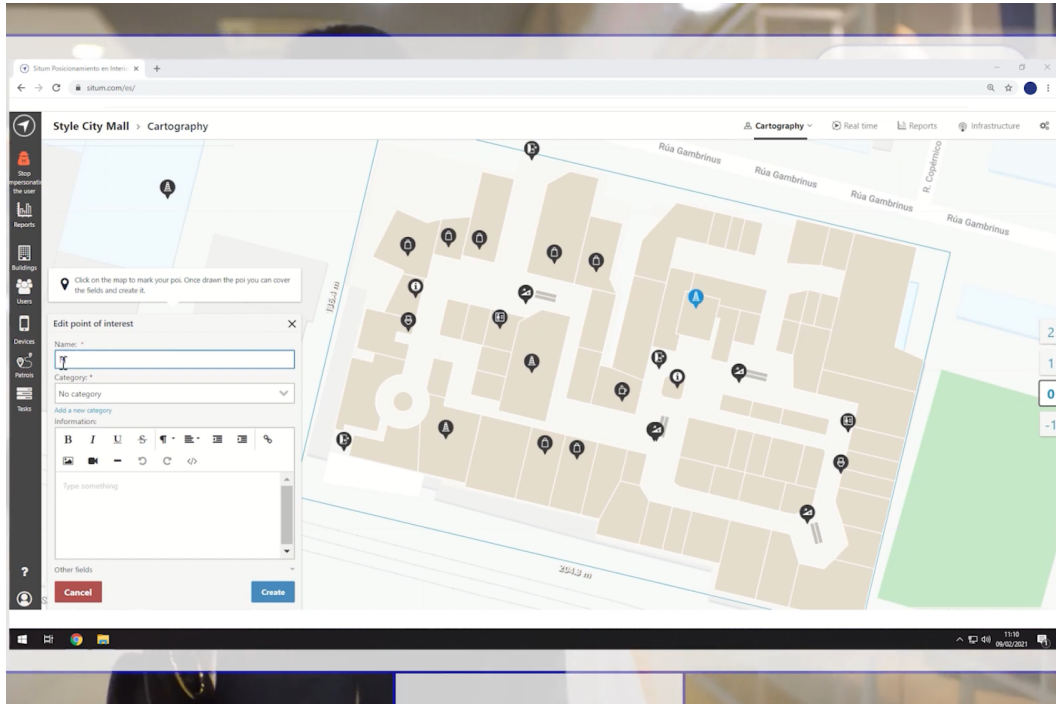 Situm Posicionamiento en Interi
situm.com/es/
Style City Mall > Cartography
Cartography
Real time
Reports
Infrastructure
Stop
the user
Reports
Buildings
Users
Devices
Patrols
Tasks
Click on the map to mark your poi. Once drawn the poi you can cover
the fields and create it.
Edit point of interest
Name: *
Category: *
No category
Add a new category
Information:
B I U S
Type something
Other fields
Cancel
Create
Rúa Gambrinus
Rúa Gambrinus
Rúa Gambrinus
Rúa Gambrinus
R. Copérnico
204.3 m
2
1
0
-1
?
11:10
09/02/2021